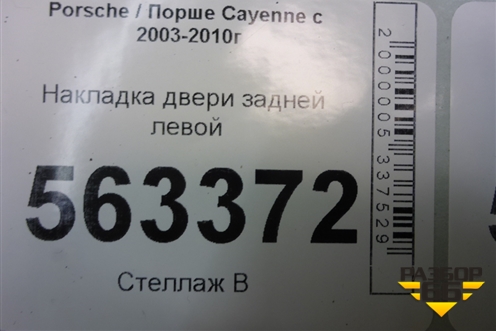 Porsche / Порше Cayenne с
2003-2010г
Накладка двери задней
левой
563372
Стеллаж В
2000005337529
РАЗБОР